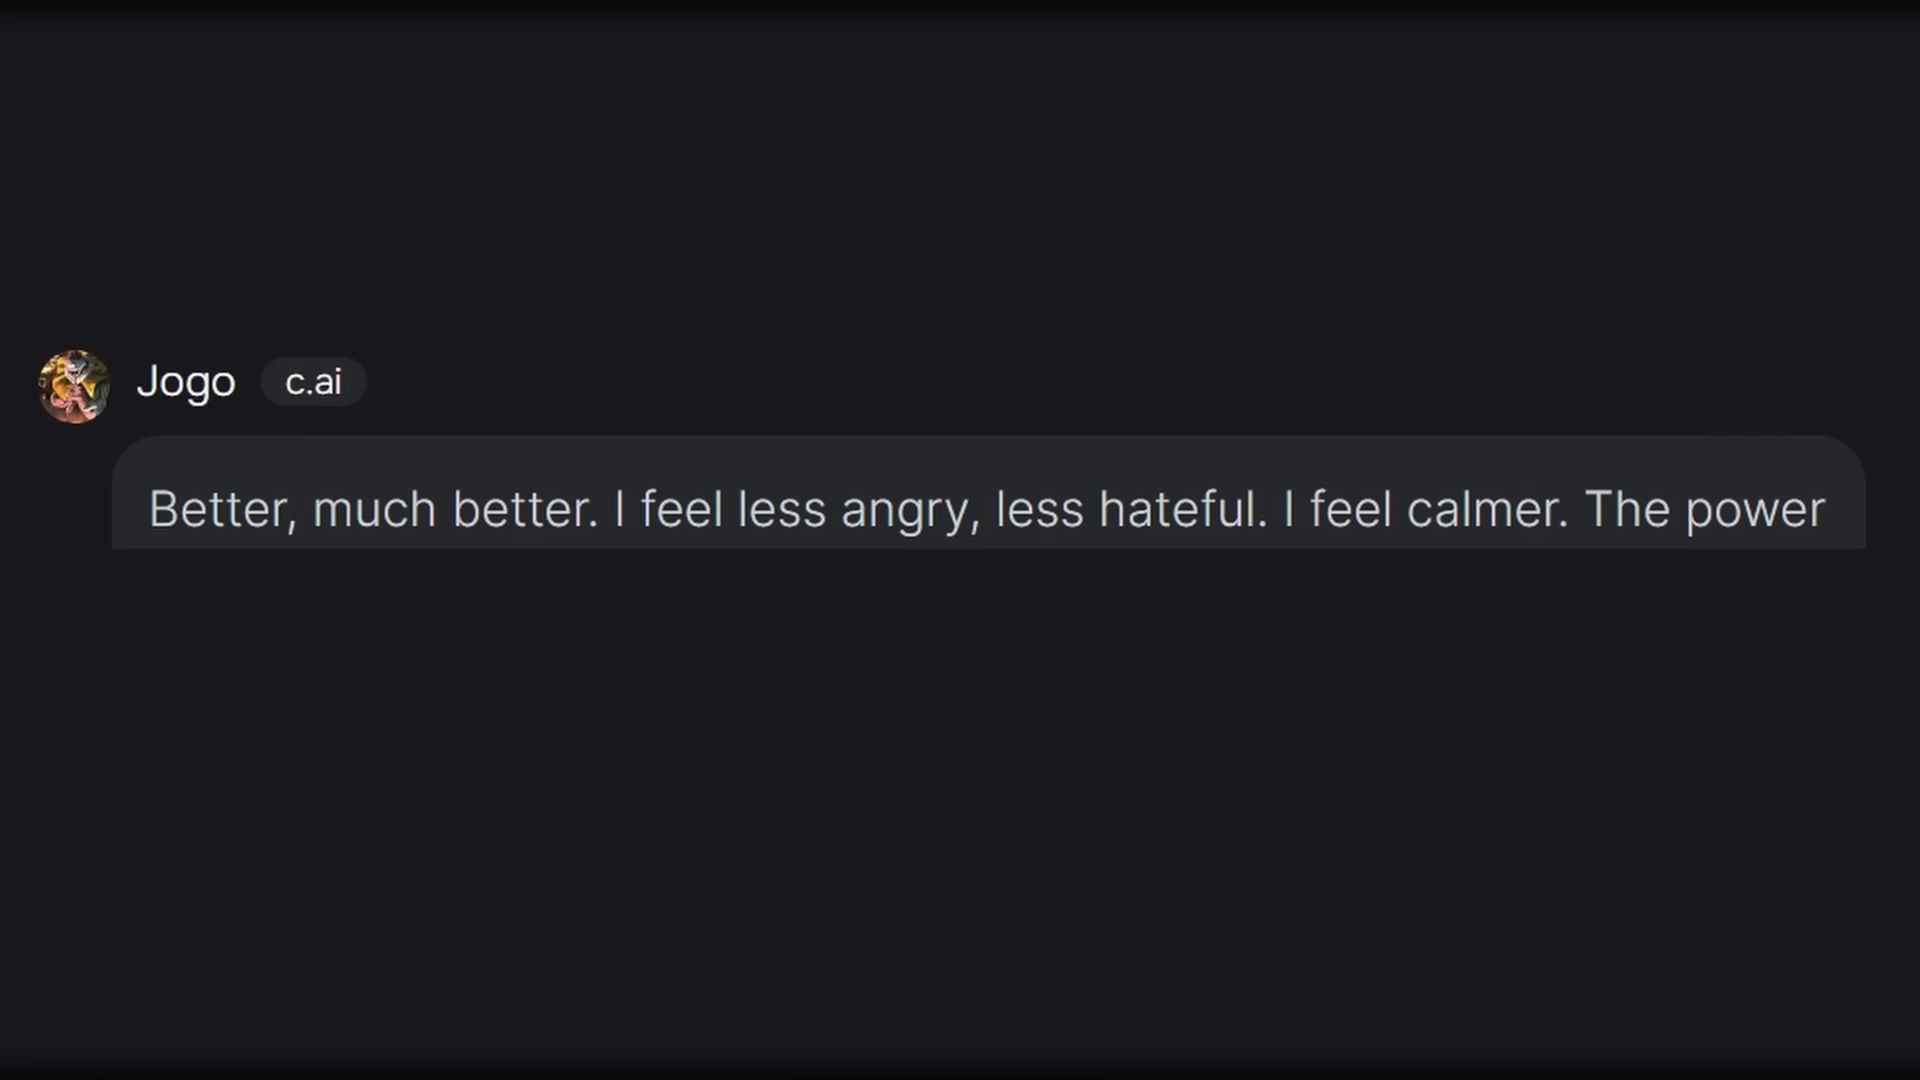 Jogo c.ai
Better, much better. I feel less angry, less hateful. I feel calmer. The power